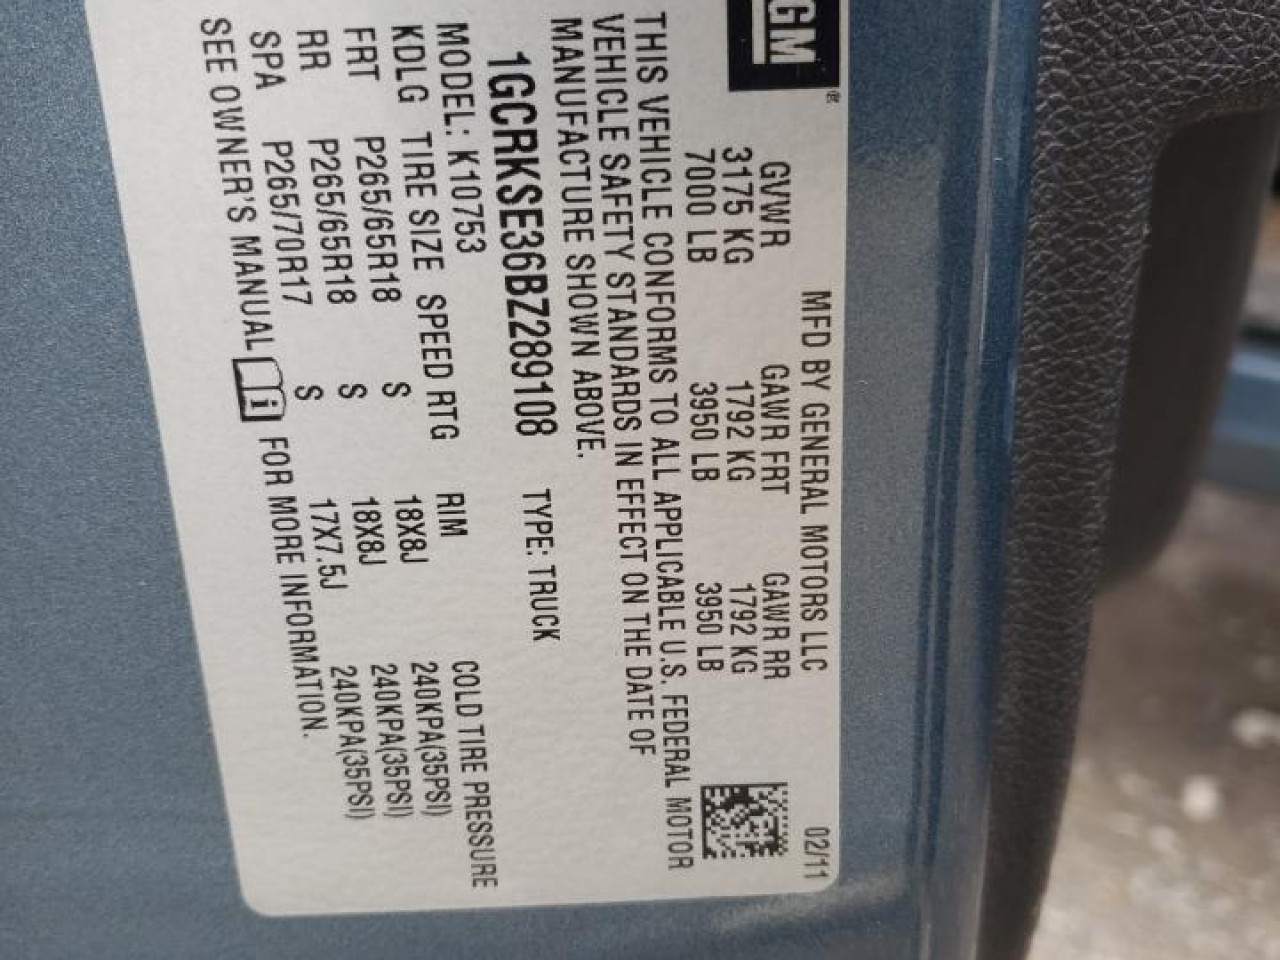 GM ®
MFD BY GENERAL MOTORS LLC 02/11
GVWR GAWR FRT GAWR RR
3175 KG 1792 KG 1792 KG
7000 LB 3950 LB 3950 LB
THIS VEHICLE CONFORMS TO ALL APPLICABLE U.S. FEDERAL MOTOR
VEHICLE SAFETY STANDARDS IN EFFECT ON THE DATE OF
MANUFACTURE SHOWN ABOVE.
1GCRKSE36BZ289108 TYPE: TRUCK
MODEL: K10753
KDLG TIRE SIZE SPEED RTG RIM COLD TIRE PRESSURE
FRT P265/65R18 S 18X8J 240KPA(35PSI)
RR P265/65R18 S 18X8J 240KPA(35PSI)
SPA P265/70R17 S 17X7.5J 240KPA(35PSI)
SEE OWNER'S MANUAL i FOR MORE INFORMATION.